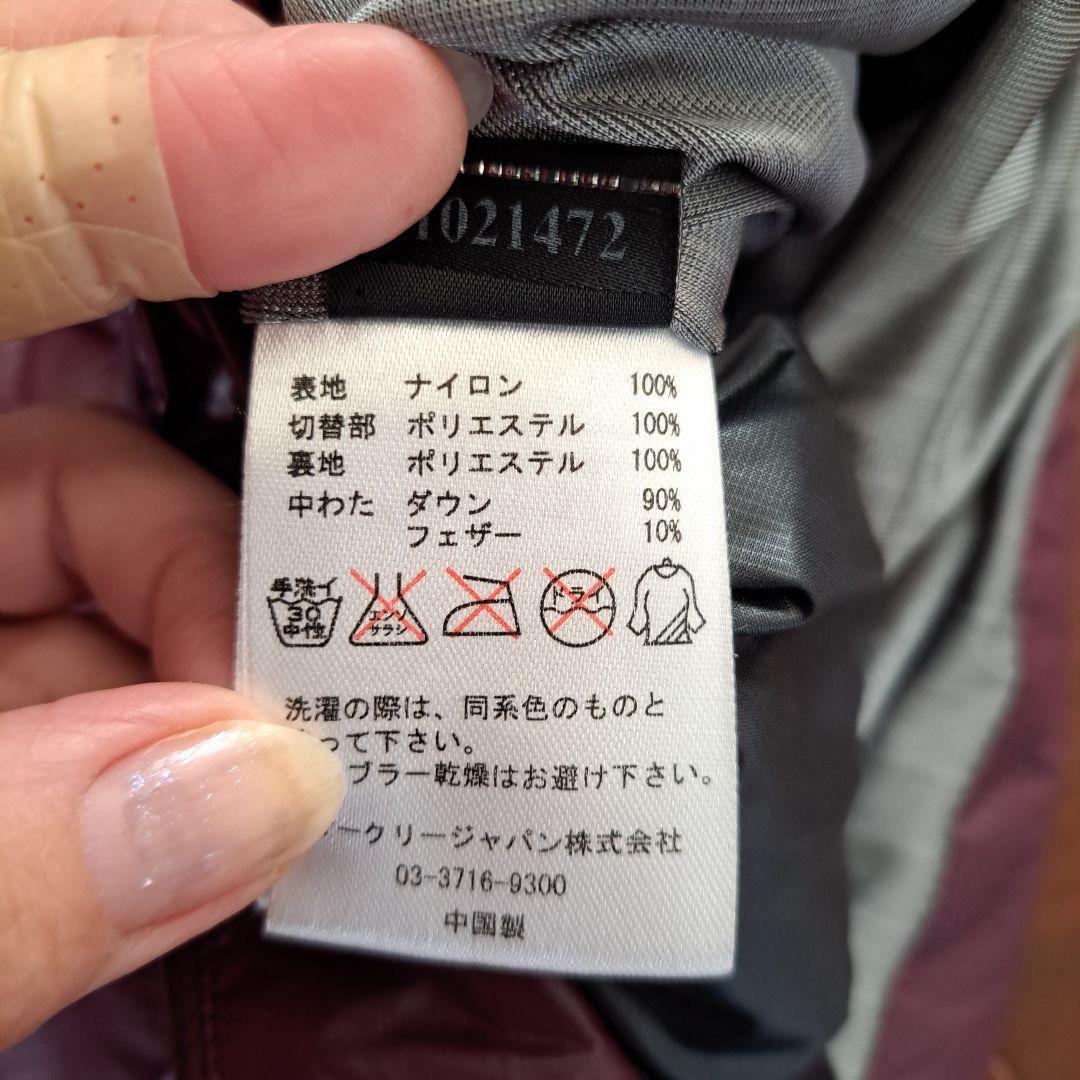 1021472
表地 ナイロン 100%
切替部 ポリエステル 100%
裏地 ポリエステル 100%
中わた ダウン 90%
フェザー 10%
手洗イ
30
中性
エンソ
サラシ
ドライ
洗濯の際は、同系色のものと
って下さい。
ブラー乾燥はお避け下さい。
ークリージャパン株式会社
03-3716-9300
中国製